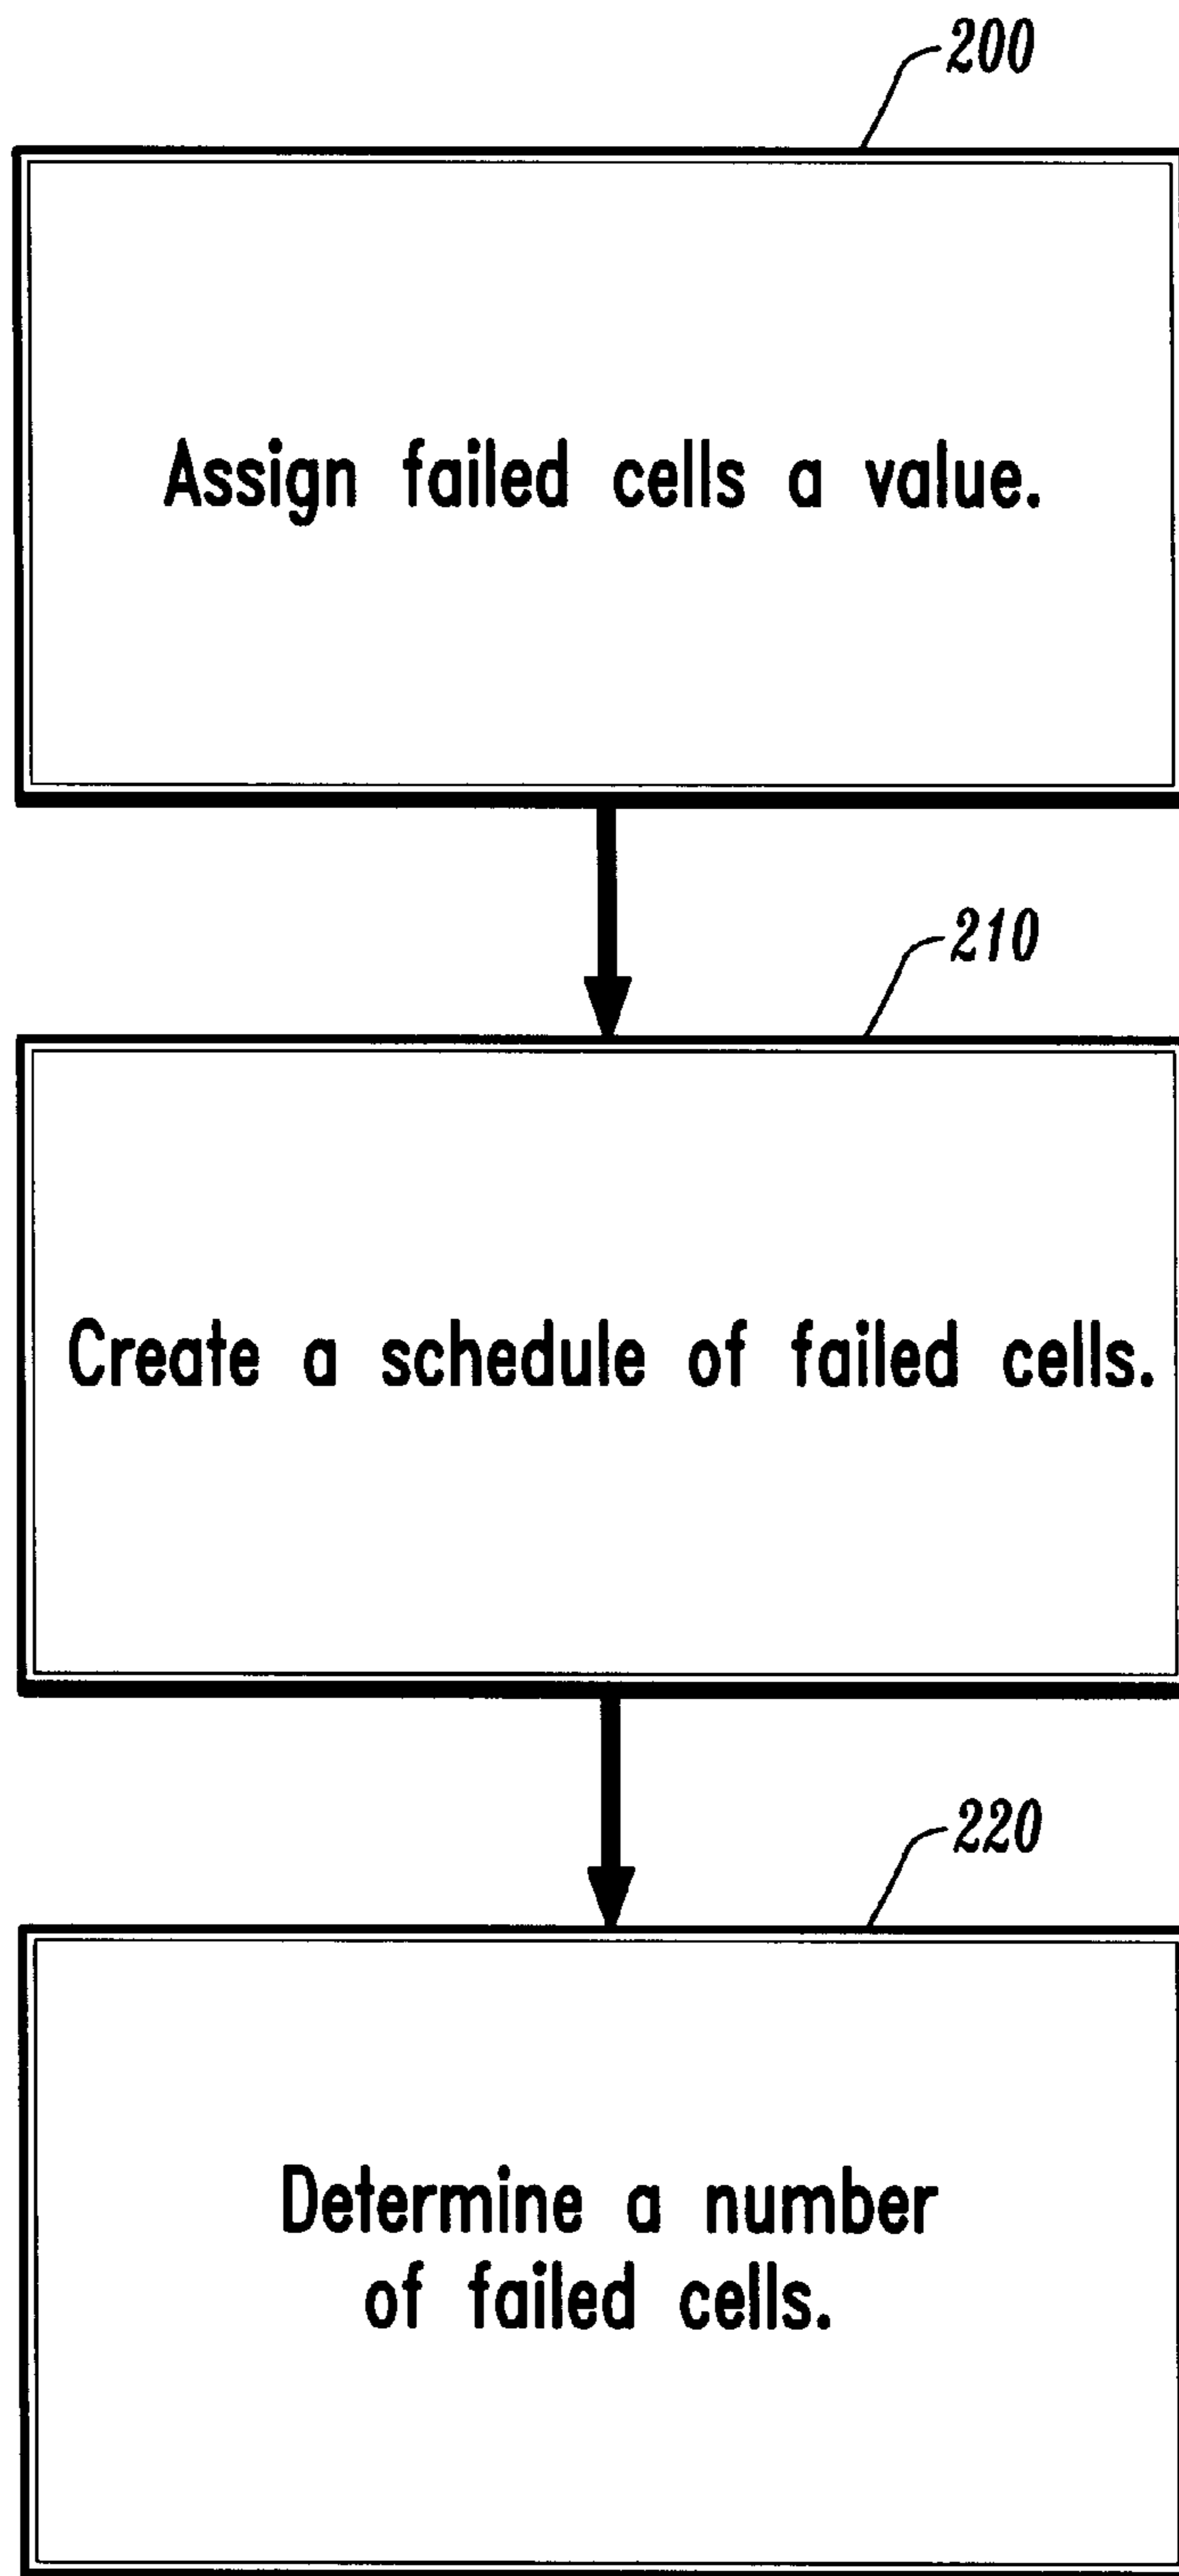 200
Assign failed cells a value.
210
Create a schedule of failed cells.
220
Determine a number
of failed cells.